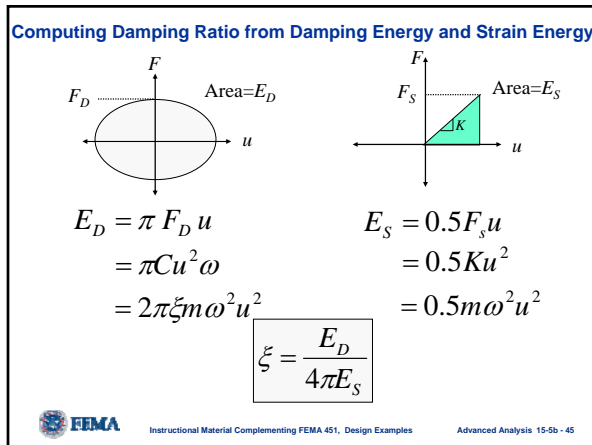 Computing Damping Ratio from Damping Energy and Strain Energy
F
F_D
Area=E_D
u
F
F_S
Area=E_S
K
u
E_D = π F_D u
= πCu²ω
= 2πξmω²u²
E_S = 0.5F_s u
= 0.5Ku²
= 0.5mω²u²
ξ = E_D / 4πE_S
FEMA
Instructional Material Complementing FEMA 451, Design Examples
Advanced Analysis 15-5b - 45